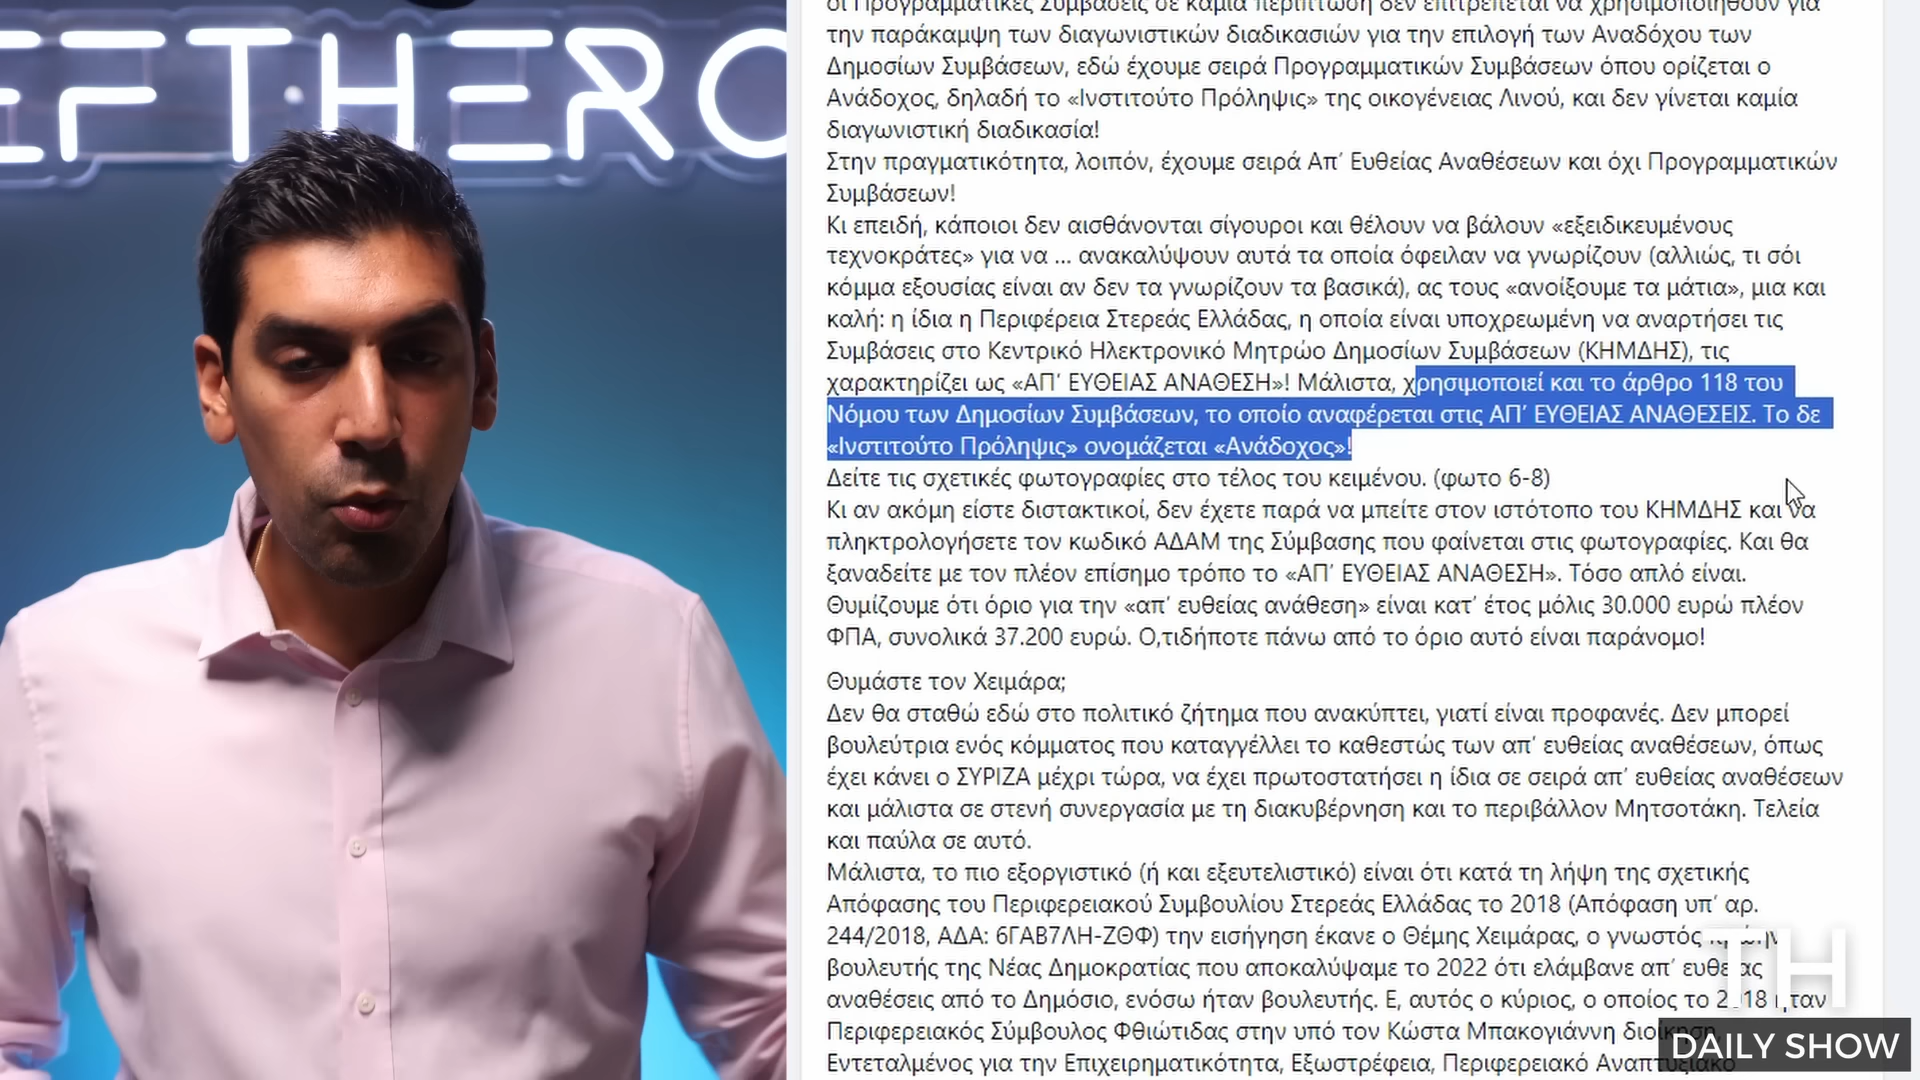 FTHERO
οι Προγραμματικές Συμβάσεις σε καμία περίπτωση δεν επιτρέπεται να χρησιμοποιηθούν για
την παράκαμψη των διαγωνιστικών διαδικασιών για την επιλογή των Αναδόχου των
Δημοσίων Συμβάσεων, εδώ έχουμε σειρά Προγραμματικών Συμβάσεων όπου ορίζεται ο
Ανάδοχος, δηλαδή το «Ινστιτούτο Πρόληψις» της οικογένειας Λινού, και δεν γίνεται καμία
διαγωνιστική διαδικασία!
Στην πραγματικότητα, λοιπόν, έχουμε σειρά Απ’ Ευθείας Αναθέσεων και όχι Προγραμματικών
Συμβάσεων!
Κι επειδή, κάποιοι δεν αισθάνονται σίγουροι και θέλουν να βάλουν «εξειδικευμένους
τεχνοκράτες» για να ... ανακαλύψουν αυτά τα οποία όφειλαν να γνωρίζουν (αλλιώς, τι σόι
κόμμα εξουσίας είναι αν δεν τα γνωρίζουν τα βασικά), ας τους «ανοίξουμε τα μάτια», μια και
καλή: η ίδια η Περιφέρεια Στερεάς Ελλάδας, η οποία είναι υποχρεωμένη να αναρτήσει τις
Συμβάσεις στο Κεντρικό Ηλεκτρονικό Μητρώο Δημοσίων Συμβάσεων (ΚΗΜΔΗΣ), τις
χαρακτηρίζει ως «ΑΠ’ ΕΥΘΕΙΑΣ ΑΝΑΘΕΣΗ»! Μάλιστα, χρησιμοποιεί και το άρθρο 118 του
Νόμου των Δημοσίων Συμβάσεων, το οποίο αναφέρεται στις ΑΠ’ ΕΥΘΕΙΑΣ ΑΝΑΘΕΣΕΙΣ. Το δε
«Ινστιτούτο Πρόληψις» ονομάζεται «Ανάδοχος»!
Δείτε τις σχετικές φωτογραφίες στο τέλος του κειμένου. (φωτο 6-8)
Κι αν ακόμη είστε διστακτικοί, δεν έχετε παρά να μπείτε στον ιστότοπο του ΚΗΜΔΗΣ και να
πληκτρολογήσετε τον κωδικό ΑΔΑΜ της Σύμβασης που φαίνεται στις φωτογραφίες. Και θα
ξαναδείτε με τον πλέον επίσημο τρόπο το «ΑΠ’ ΕΥΘΕΙΑΣ ΑΝΑΘΕΣΗ». Τόσο απλό είναι.
Θυμίζουμε ότι όριο για την «απ’ ευθείας ανάθεση» είναι κατ’ έτος μόλις 30.000 ευρώ πλέον
ΦΠΑ, συνολικά 37.200 ευρώ. Ο,τιδήποτε πάνω από το όριο αυτό είναι παράνομο!
Θυμάστε τον Χειμάρα;
Δεν θα σταθώ εδώ στο πολιτικό ζήτημα που ανακύπτει, γιατί είναι προφανές. Δεν μπορεί
βουλεύτρια ενός κόμματος που καταγγέλλει το καθεστώς των απ’ ευθείας αναθέσεων, όπως
έχει κάνει ο ΣΥΡΙΖΑ μέχρι τώρα, να έχει πρωτοστατήσει η ίδια σε σειρά απ’ ευθείας αναθέσεων
και μάλιστα σε στενή συνεργασία με τη διακυβέρνηση και το περιβάλλον Μητσοτάκη. Τελεία
και παύλα σε αυτό.
Μάλιστα, το πιο εξοργιστικό (ή και εξευτελιστικό) είναι ότι κατά τη λήψη της σχετικής
Απόφασης του Περιφερειακού Συμβουλίου Στερεάς Ελλάδας το 2018 (Απόφαση υπ’ αρ.
244/2018, ΑΔΑ: 6ΓΑΒ7ΛΗ-ΖΘΦ) την εισήγηση έκανε ο Θέμης Χειμάρας, ο γνωστός πρώην
βουλευτής της Νέας Δημοκρατίας που αποκαλύψαμε το 2022 ότι ελάμβανε απ’ ευθείας
αναθέσεις από το Δημόσιο, ενόσω ήταν βουλευτής. Ε, αυτός ο κύριος, ο οποίος το 2018 ήταν
Περιφερειακός Σύμβουλος Φθιώτιδας στην υπό τον Κώστα Μπακογιάννη διοίκηση
Εντεταλμένος για την Επιχειρηματικότητα, Εξωστρέφεια, Περιφερειακό Αναπτυξιακό
TH
DAILY SHOW